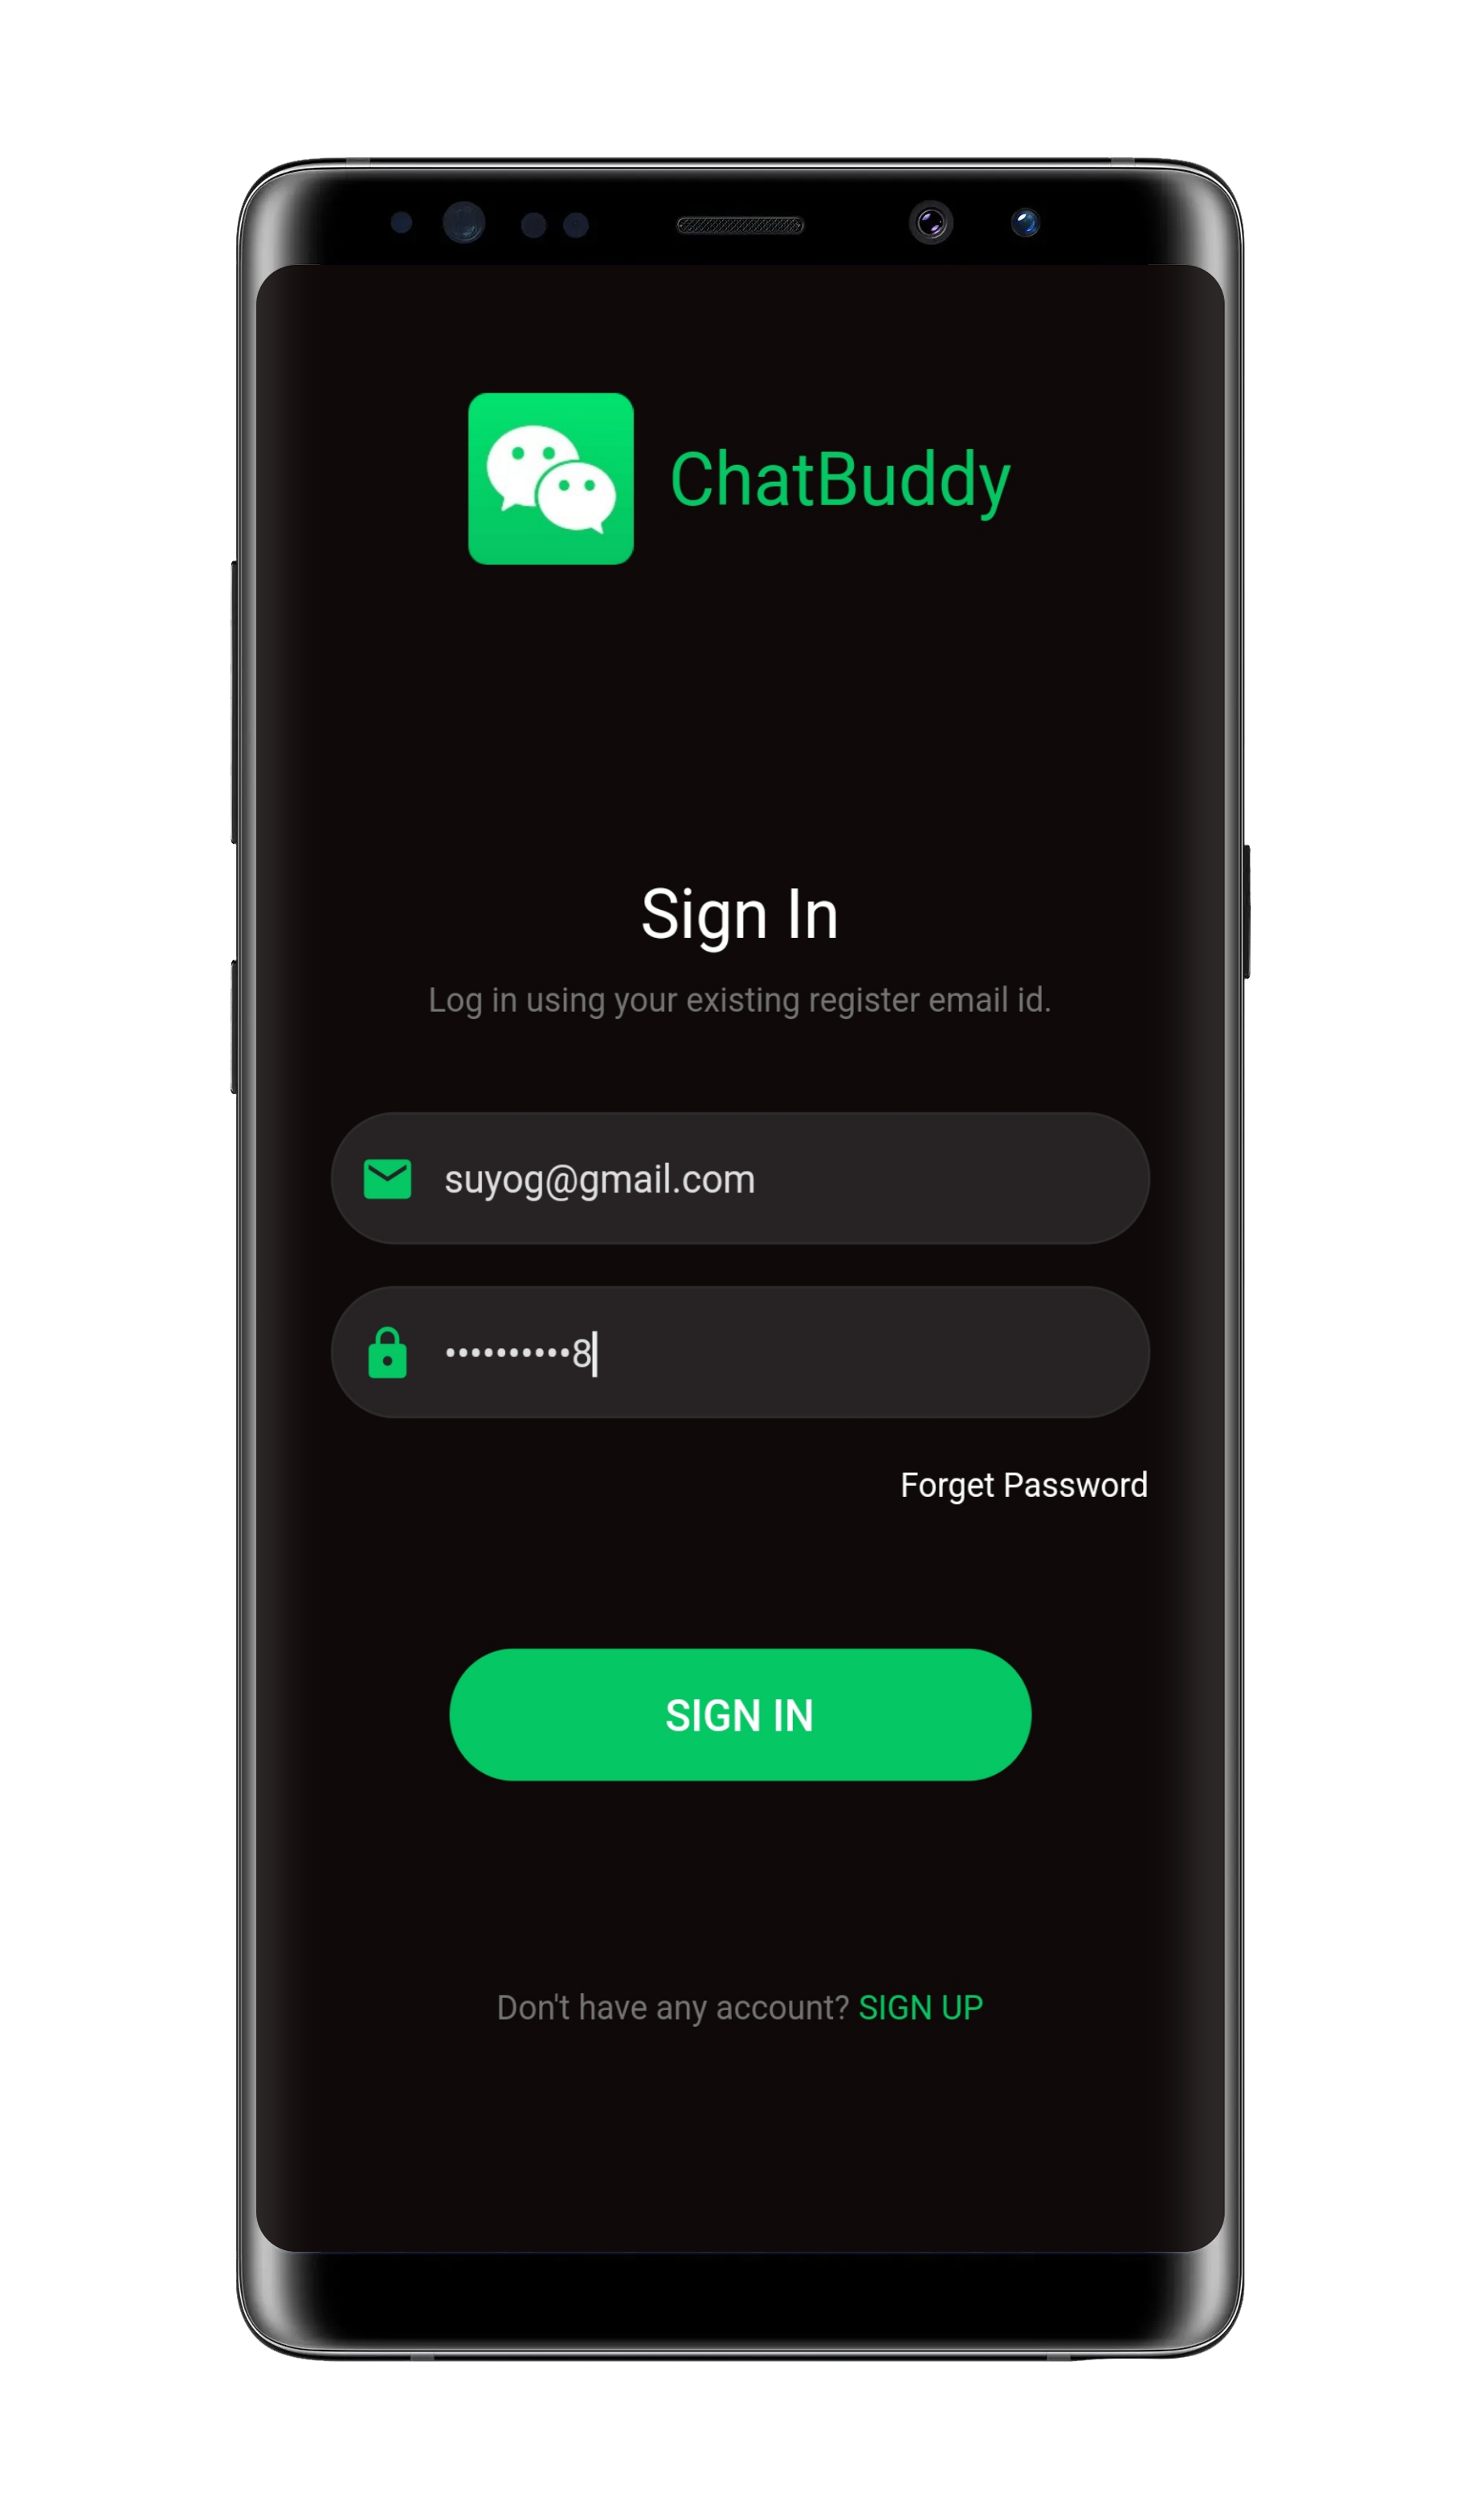 ChatBuddy
Sign In
Log in using your existing register email id.
suyog@gmail.com
••••••••••8
Forget Password
SIGN IN
Don't have any account? SIGN UP